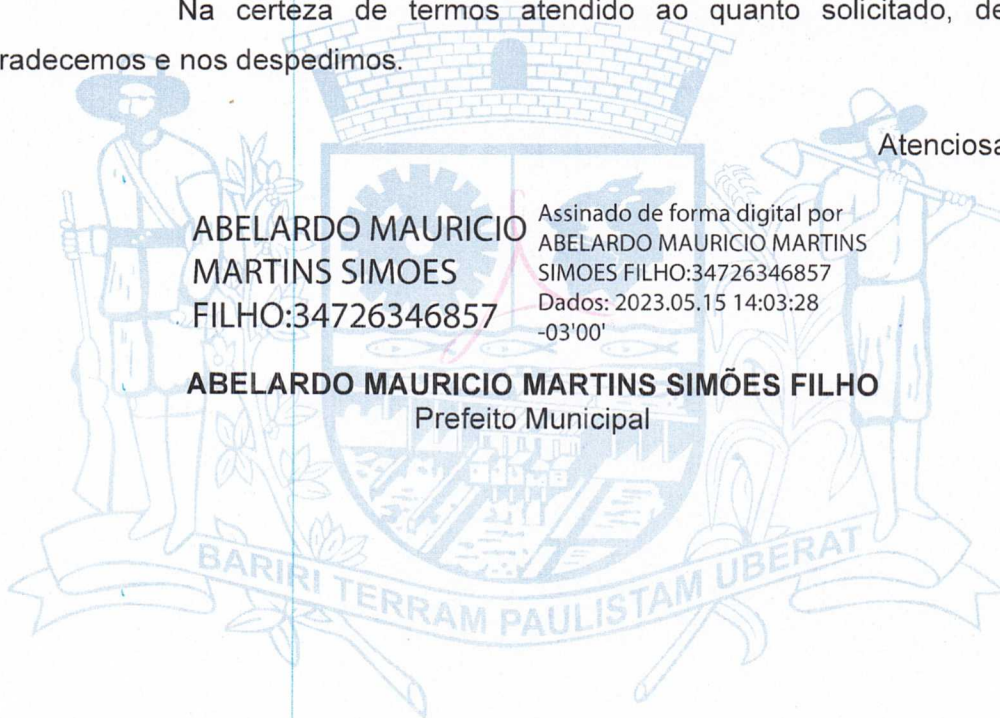 Na certeza de termos atendido ao quanto solicitado, de
radecemos e nos despedimos.
Atenciosa
ABELARDO MAURICIO
MARTINS SIMOES
FILHO:34726346857
Assinado de forma digital por
ABELARDO MAURICIO MARTINS
SIMOES FILHO:34726346857
Dados: 2023.05.15 14:03:28
-03'00'
ABELARDO MAURICIO MARTINS SIMÕES FILHO
Prefeito Municipal
BARIRI TERRAM PAULISTAM UBERAT